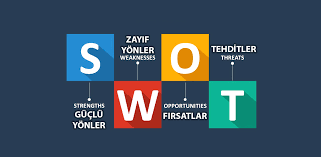 S
STRENGTHS
GÜÇLÜ
YÖNLER
ZAYIF
YÖNLER
WEAKNESSES
W
O
OPPORTUNITIES
FIRSATLAR
TEHDİTLER
THREATS
T